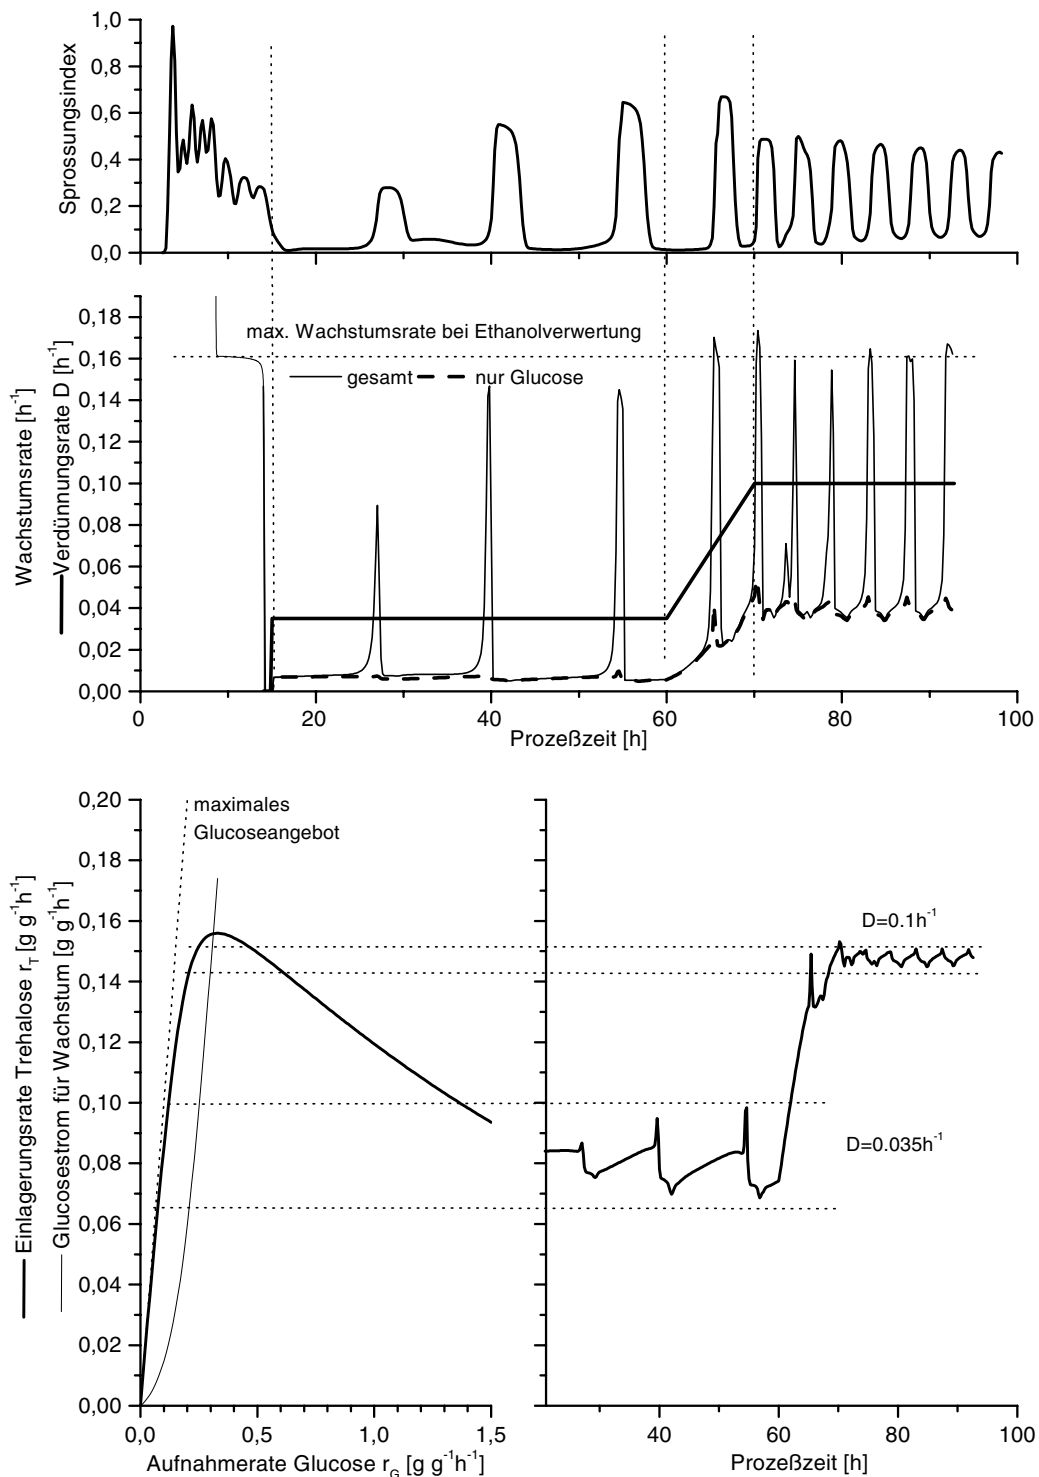 1,0
0,8
0,6
0,4
0,2
0,0
Sprossungsindex
0,18
0,16
0,14
0,12
0,10
0,08
0,06
0,04
0,02
0,00
Wachstumsrate [h-1]
Verdünnungsrate D [h-1]
max. Wachstumsrate bei Ethanolverwertung
gesamt
nur Glucose
0 20 40 60 80 100
Prozeßzeit [h]
0,20
0,18
0,16
0,14
0,12
0,10
0,08
0,06
0,04
0,02
0,00
Einlagerungsrate Trehalose rT [g g-1h-1]
Glucosestrom für Wachstum [g g-1h-1]
maximales
Glucoseangebot
0,0 0,5 1,0 1,5
Aufnahmerate Glucose rG [g g-1h-1]
D=0.1h-1
D=0.035h-1
40 60 80 100
Prozeßzeit [h]